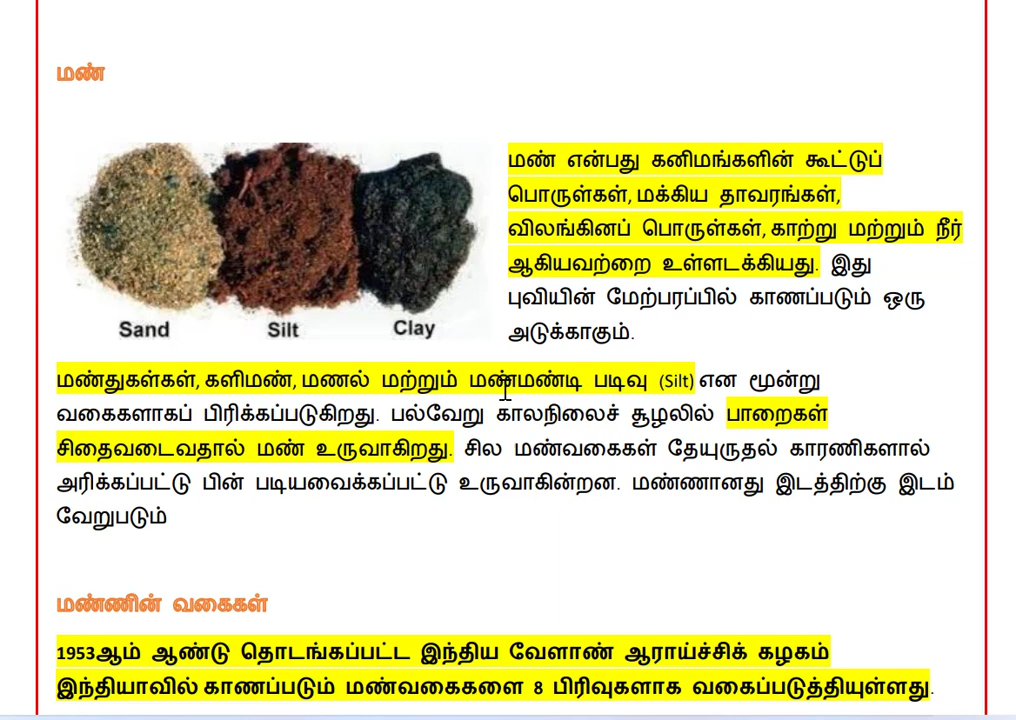 மண்
மண் என்பது கனிமங்களின் கூட்டுப்
பொருள்கள், மக்கிய தாவரங்கள்,
விலங்கினப் பொருள்கள், காற்று மற்றும் நீர்
ஆகியவற்றை உள்ளடக்கியது. இது
புவியின் மேற்பரப்பில் காணப்படும் ஒரு
அடுக்காகும்.
Sand Silt Clay
மண்துகள்கள், களிமண், மணல் மற்றும் மண்மண்டி படிவு (Silt) என மூன்று
வகைகளாகப் பிரிக்கப்படுகிறது. பல்வேறு காலநிலைச் சூழலில் பாறைகள்
சிதைவடைவதால் மண் உருவாகிறது. சில மண்வகைகள் தேயுருதல் காரணிகளால்
அரிக்கப்பட்டு பின் படியவைக்கப்பட்டு உருவாகின்றன. மண்ணானது இடத்திற்கு இடம்
வேறுபடும்
மண்ணின் வகைகள்
1953ஆம் ஆண்டு தொடங்கப்பட்ட இந்திய வேளாண் ஆராய்ச்சிக் கழகம்
இந்தியாவில் காணப்படும் மண்வகைகளை 8 பிரிவுகளாக வகைப்படுத்தியுள்ளது.